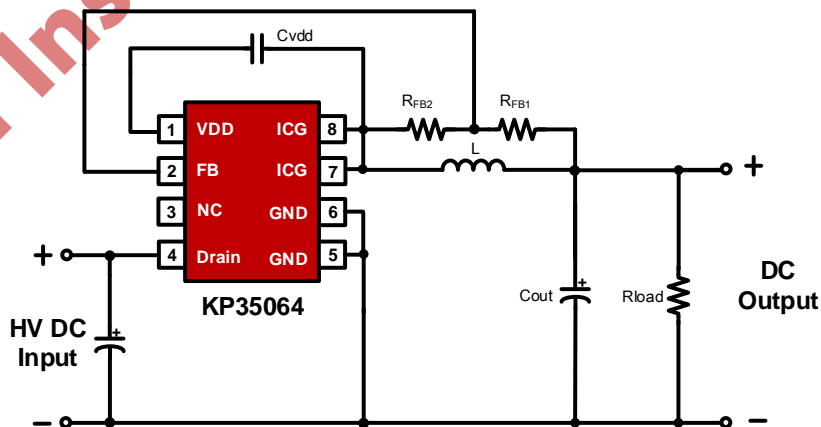 Ins
Cvdd
RFB2
RFB1
L
1 VDD ICG 8
2 FB ICG 7
3 NC GND 6
4 Drain GND 5
KP35064
+
+
+
+
HV DC
Input
Cout
Rload
DC
Output
−
−